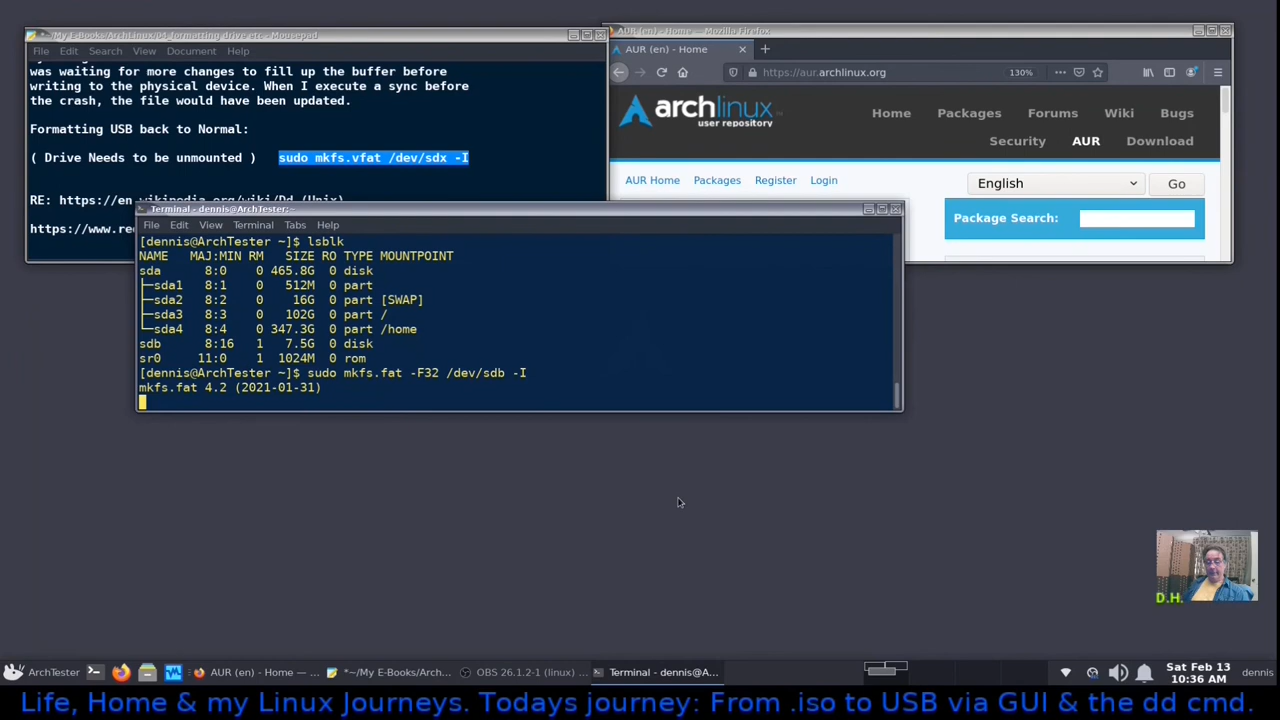 *~/My E-Books/ArchLinux/04_formatting drive etc - Mousepad
File Edit Search View Document Help
was waiting for more changes to fill up the buffer before
writing to the physical device. When I execute a sync before
the crash, the file would have been updated.
Formatting USB back to Normal:
( Drive Needs to be unmounted ) sudo mkfs.vfat /dev/sdx -I
RE: https://en.wikipedia.org/wiki/Dd_(Unix)
https://www.re
AUR (en) - Home — Mozilla Firefox
AUR (en) - Home
https://aur.archlinux.org 130%
archlinux
user repository
Home Packages Forums Wiki Bugs
Security AUR Download
AUR Home Packages Register Login
English Go
Package Search:
Terminal - dennis@ArchTester:~
File Edit View Terminal Tabs Help
[dennis@ArchTester ~]$ lsblk
NAME MAJ:MIN RM SIZE RO TYPE MOUNTPOINT
sda 8:0 0 465.8G 0 disk
├─sda1 8:1 0 512M 0 part
├─sda2 8:2 0 16G 0 part [SWAP]
├─sda3 8:3 0 102G 0 part /
└─sda4 8:4 0 347.3G 0 part /home
sdb 8:16 1 7.5G 0 disk
sr0 11:0 1 1024M 0 rom
[dennis@ArchTester ~]$ sudo mkfs.fat -F32 /dev/sdb -I
mkfs.fat 4.2 (2021-01-31)
D.H.
ArchTester
AUR (en) - Home — ...
*~/My E-Books/Arch...
OBS 26.1.2-1 (linux) ...
Terminal - dennis@A...
Sat Feb 13
10:36 AM
dennis
Life, Home & my Linux Journeys. Todays journey: From .iso to USB via GUI & the dd cmd.